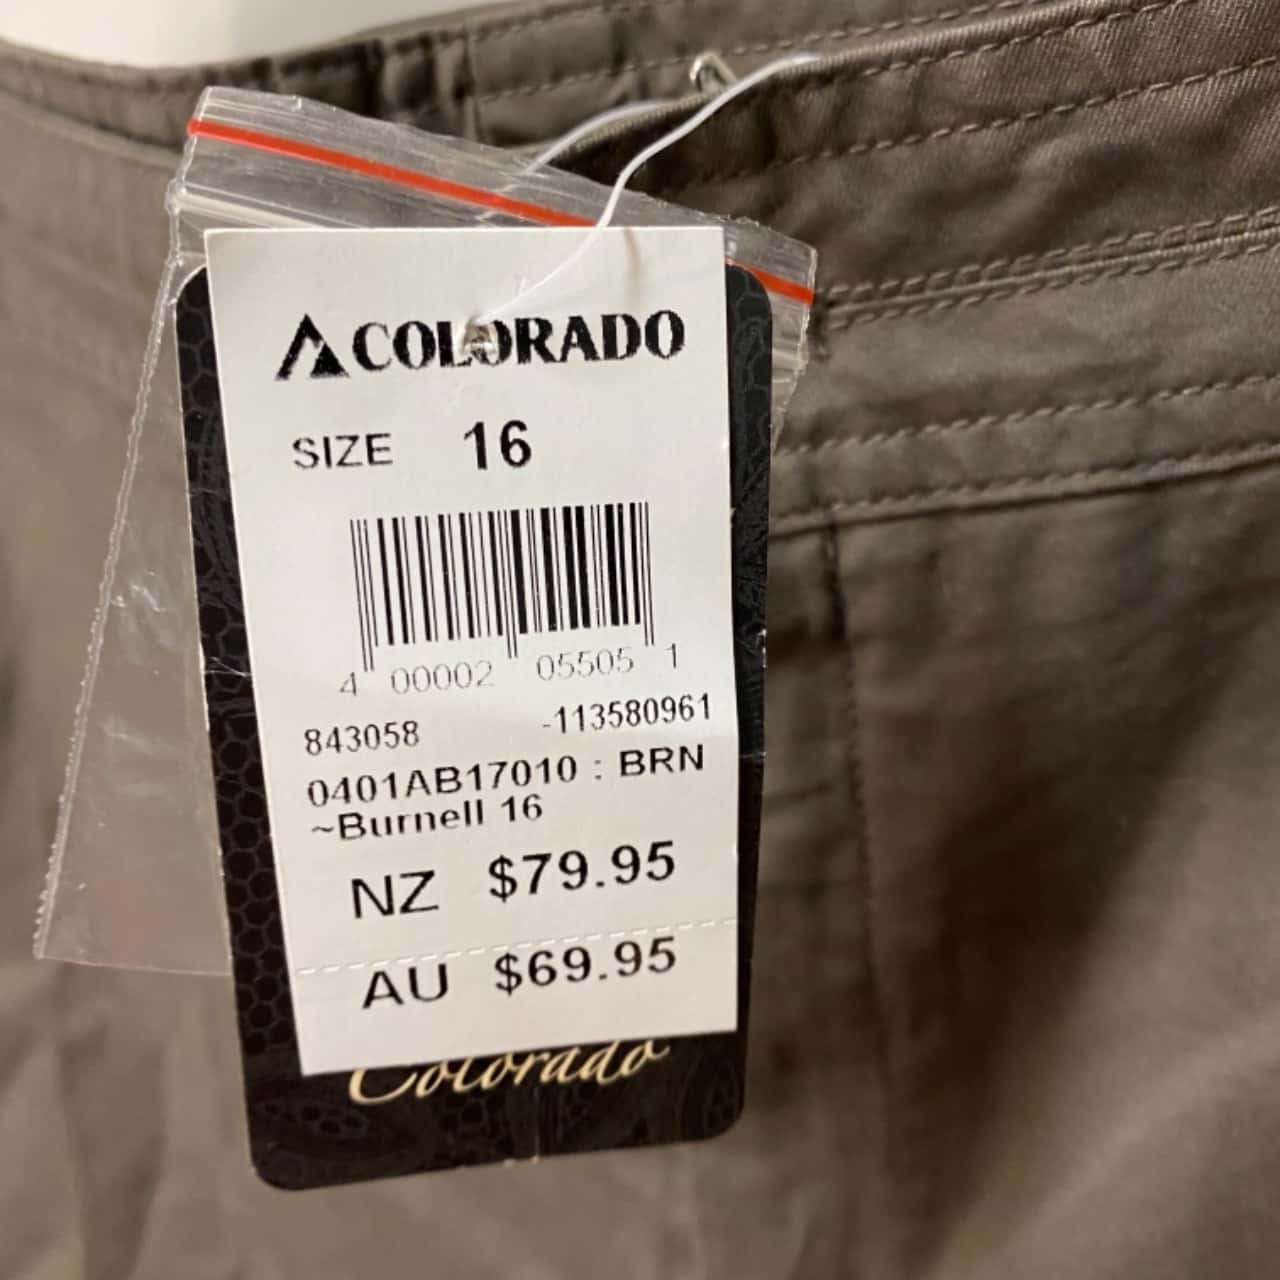 COLORADO
SIZE 16
4 00002 05505 1
843058 -113580961
0401AB17010 : BRN
~Burnell 16
NZ $79.95
AU $69.95
Colorado